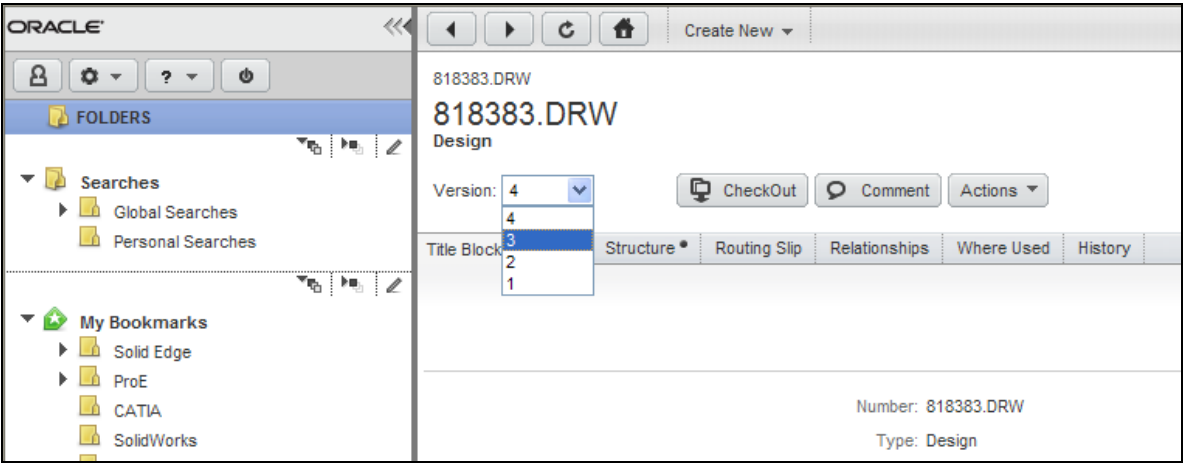 ORACLE
Create New
?
FOLDERS
Searches
Global Searches
Personal Searches
My Bookmarks
Solid Edge
ProE
CATIA
SolidWorks
818383.DRW
818383.DRW
Design
Version: 4
4
3
2
1
CheckOut
Comment
Actions
Title Block
Structure
Routing Slip
Relationships
Where Used
History
Number: 818383.DRW
Type: Design